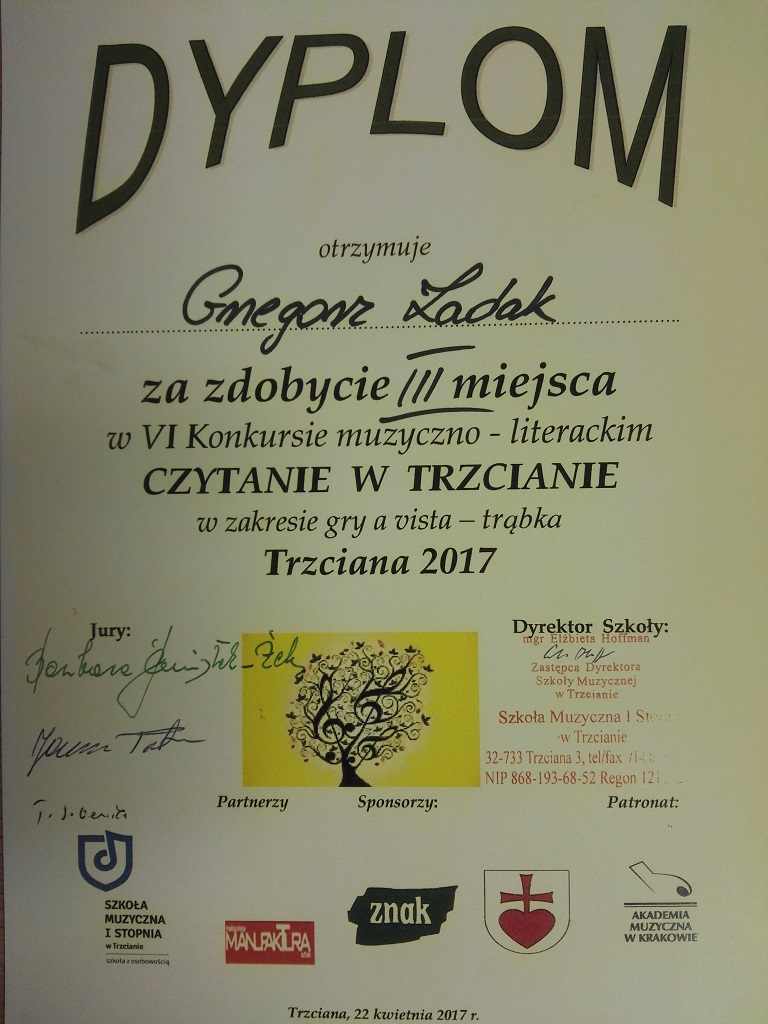 DYPLOM
otrzymuje
Grzegorz Żadak
za zdobycie III miejsca
w VI Konkursie muzyczno - literackim
CZYTANIE W TRZCIANIE
w zakresie gry a vista – trąbka
Trzciana 2017
Jury:
Barbara
Dyrektor Szkoły:
mgr Elżbieta Hoffman
Zastępca Dyrektora
Szkoły Muzycznej
w Trzcianie
Szkoła Muzyczna I
w Trzcianie
32-733 Trzciana 3, tel/fax
NIP 868-193-68-52 Regon
Partnerzy Sponsorzy: Patronat:
SZKOŁA
MUZYCZNA
I STOPNIA
w Trzcianie
szkoła z osobowością
MANUFAKTURA
znak
AKADEMIA
MUZYCZNA
W KRAKOWIE
Trzciana, 22 kwietnia 2017 r.